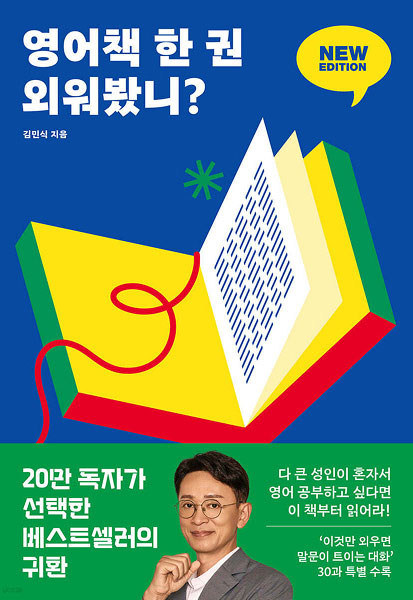 영어책 한 권
외워봤니?
김민식 지음
NEW
EDITION
20만 독자가
선택한
베스트셀러의
귀환
다 큰 성인이 혼자서
영어 공부하고 싶다면
이 책부터 읽어라!
‘이것만 외우면
말문이 트이는 대화’
30과 특별 수록